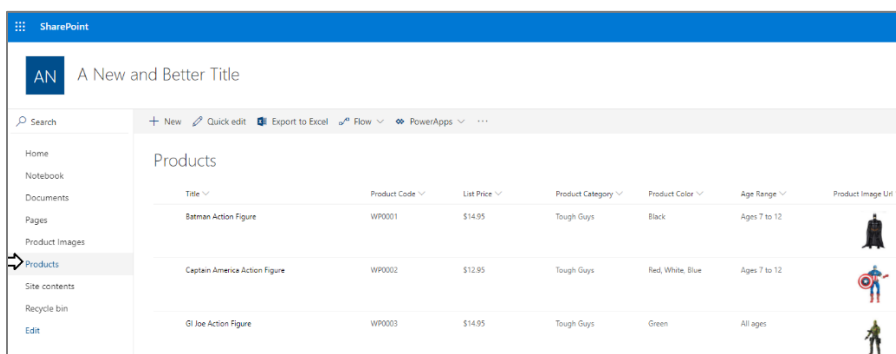 SharePoint
AN A New and Better Title
Search
+ New Quick edit Export to Excel Flow PowerApps ...
Home
Notebook
Documents
Pages
Product Images
Products
Site contents
Recycle bin
Edit
Products
Title Product Code List Price Product Category Product Color Age Range Product Image Url
Batman Action Figure WP0001 $14.95 Tough Guys Black Ages 7 to 12
Captain America Action Figure WP0002 $12.95 Tough Guys Red, White, Blue Ages 7 to 12
GI Joe Action Figure WP0003 $14.95 Tough Guys Green All ages